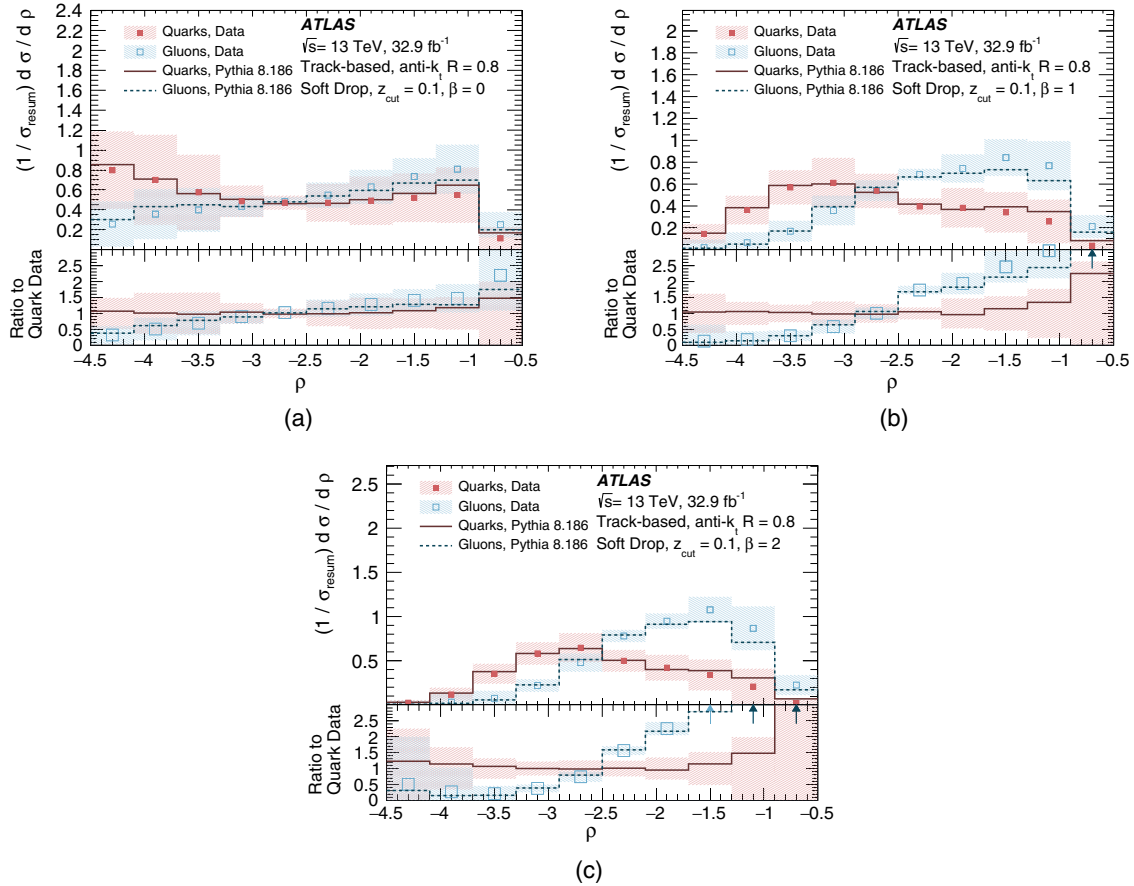 ATLAS
√s= 13 TeV, 32.9 fb⁻¹
Track-based, anti-kₜ R = 0.8
Soft Drop, z_cut = 0.1, β = 0
Quarks, Data
Gluons, Data
Quarks, Pythia 8.186
Gluons, Pythia 8.186
(1 / σ_resum) d σ / d ρ
2.4
2.2
2
1.8
1.6
1.4
1.2
1
0.8
0.6
0.4
0.2
Ratio to
Quark Data
2.5
2
1.5
1
0.5
0
−4.5 −4 −3.5 −3 −2.5 −2 −1.5 −1 −0.5
ρ
(a)
ATLAS
√s= 13 TeV, 32.9 fb⁻¹
Track-based, anti-kₜ R = 0.8
Soft Drop, z_cut = 0.1, β = 1
Quarks, Data
Gluons, Data
Quarks, Pythia 8.186
Gluons, Pythia 8.186
(1 / σ_resum) d σ / d ρ
2
1.8
1.6
1.4
1.2
1
0.8
0.6
0.4
0.2
Ratio to
Quark Data
2.5
2
1.5
1
0.5
0
−4.5 −4 −3.5 −3 −2.5 −2 −1.5 −1 −0.5
ρ
(b)
ATLAS
√s= 13 TeV, 32.9 fb⁻¹
Track-based, anti-kₜ R = 0.8
Soft Drop, z_cut = 0.1, β = 2
Quarks, Data
Gluons, Data
Quarks, Pythia 8.186
Gluons, Pythia 8.186
(1 / σ_resum) d σ / d ρ
2.5
2
1.5
1
0.5
Ratio to
Quark Data
2.5
2
1.5
1
0.5
0
−4.5 −4 −3.5 −3 −2.5 −2 −1.5 −1 −0.5
ρ
(c)